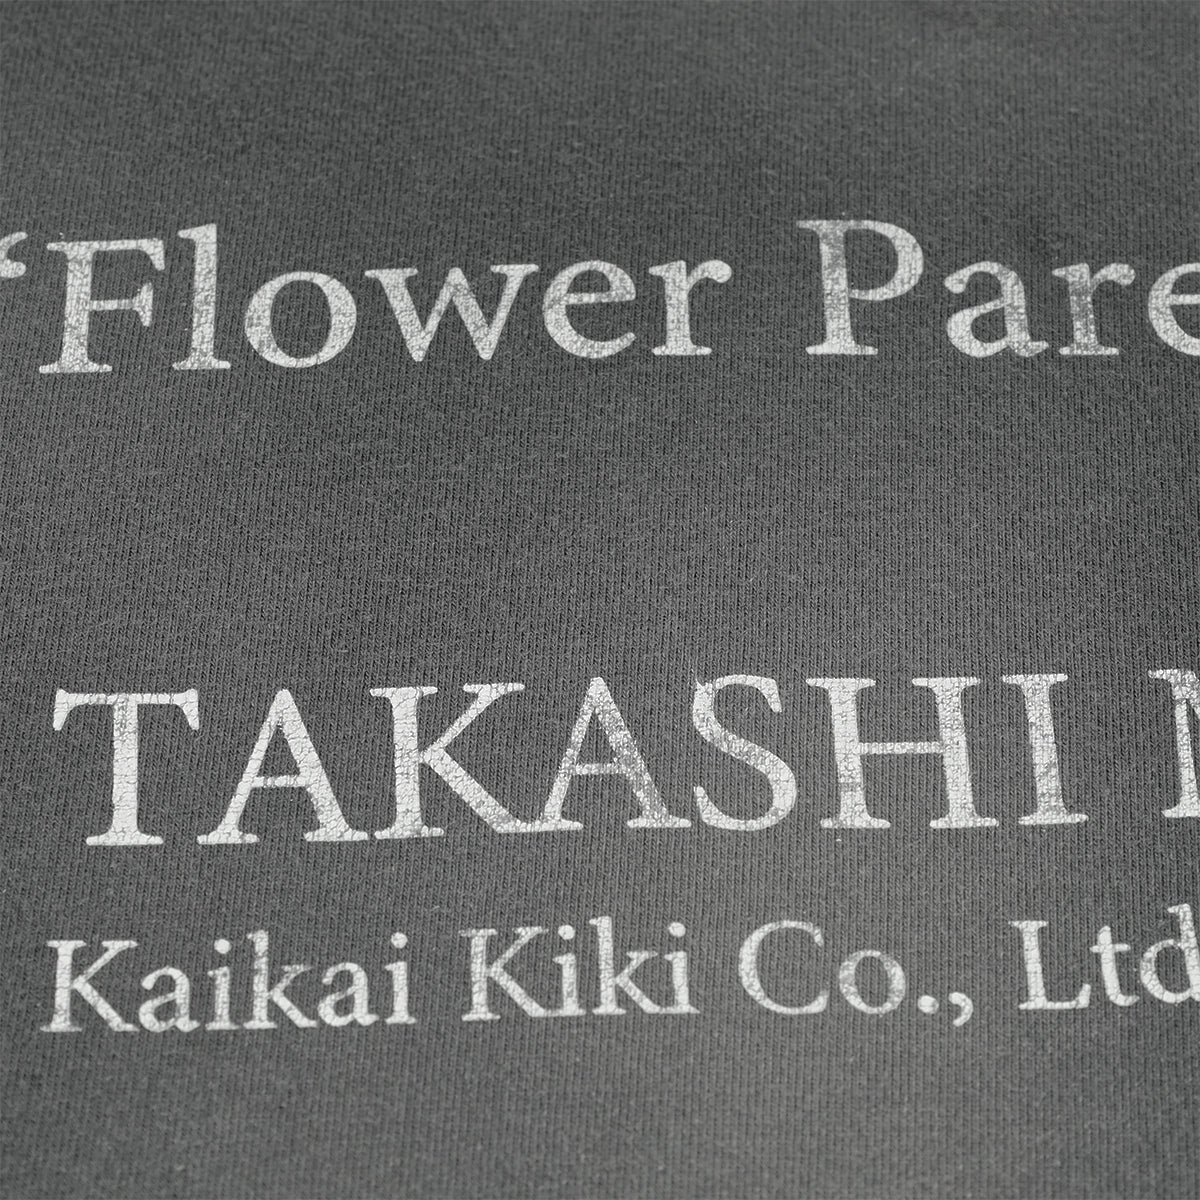 “Flower Pare
TAKASHI
Kaikai Kiki Co., Ltd